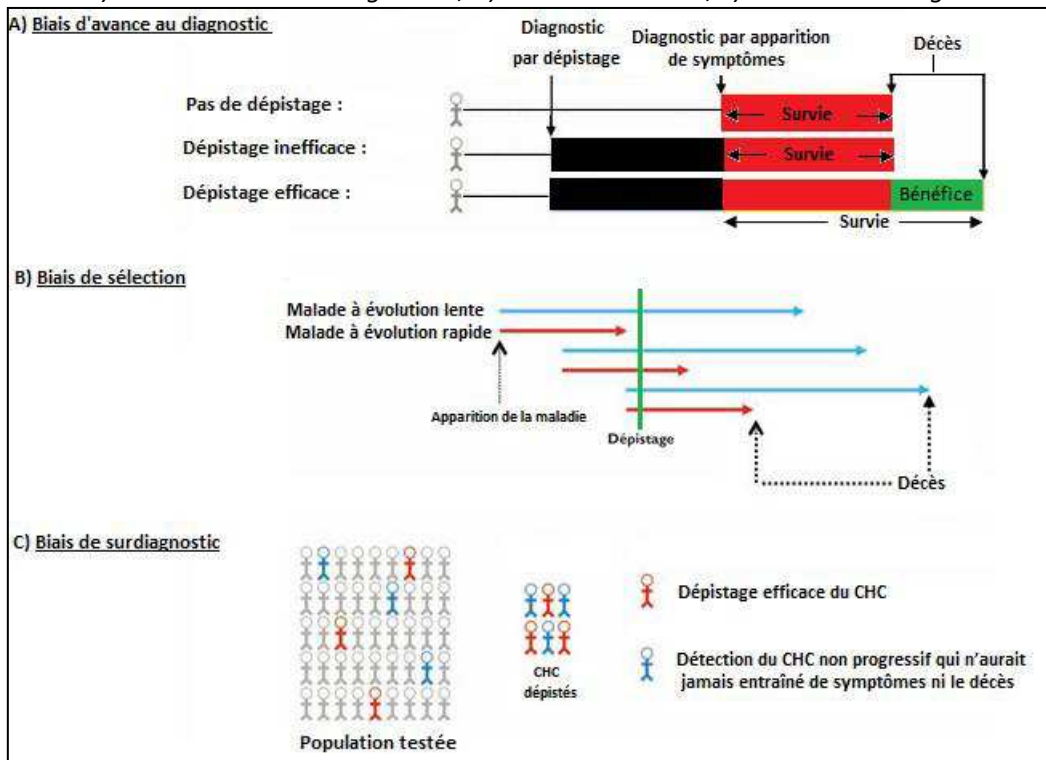 A) Biais d'avance au diagnostic
Diagnostic
par dépistage
Diagnostic par apparition
de symptômes
Décès
Pas de dépistage :
Survie
Dépistage inefficace :
Survie
Dépistage efficace :
Bénéfice
Survie
B) Biais de sélection
Malade à évolution lente
Malade à évolution rapide
Apparition de la maladie
Dépistage
Décès
C) Biais de surdiagnostic
Dépistage efficace du CHC
Détection du CHC non progressif qui n'aurait
jamais entraîné de symptômes ni le décès
CHC
dépistés
Population testée